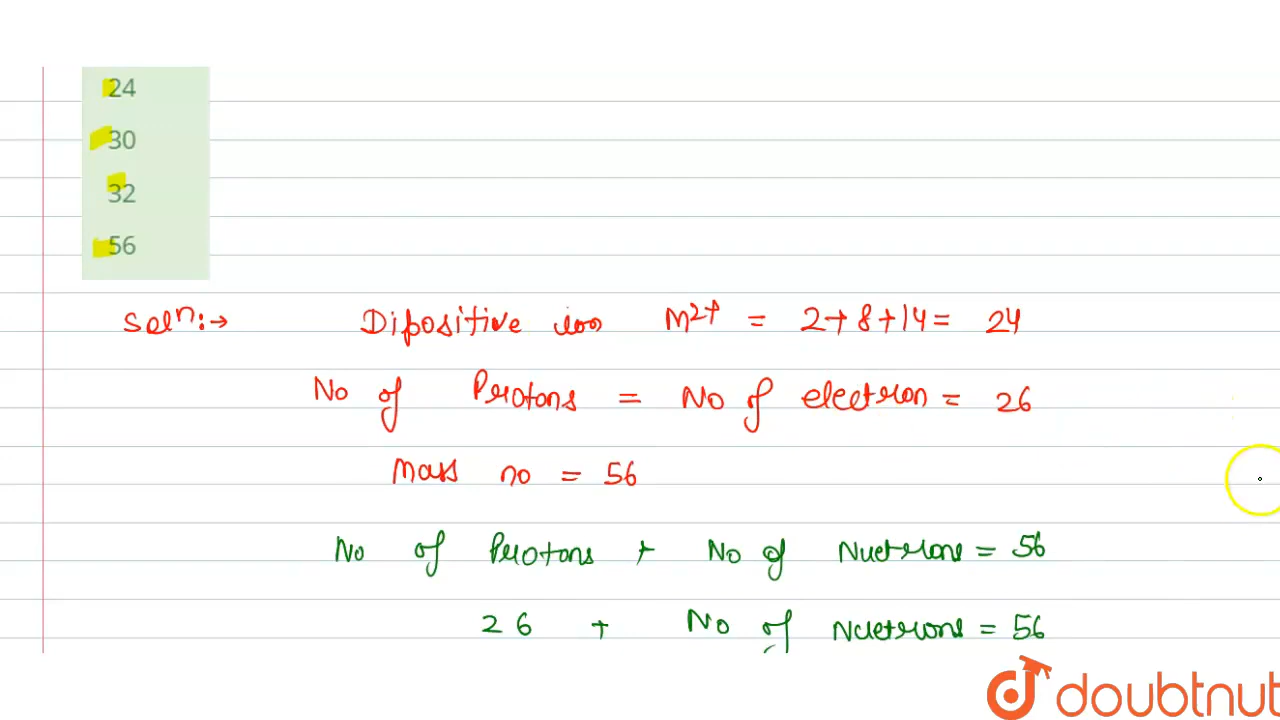 24
30
32
56
Solⁿ:→ Dipositive ion M²⁺ = 2+8+14= 24
No of Protons = No of electron = 26
Mass no = 56
No of Protons + No of Nuetrons = 56
26 + No of Nuetrons = 56
doubtnut